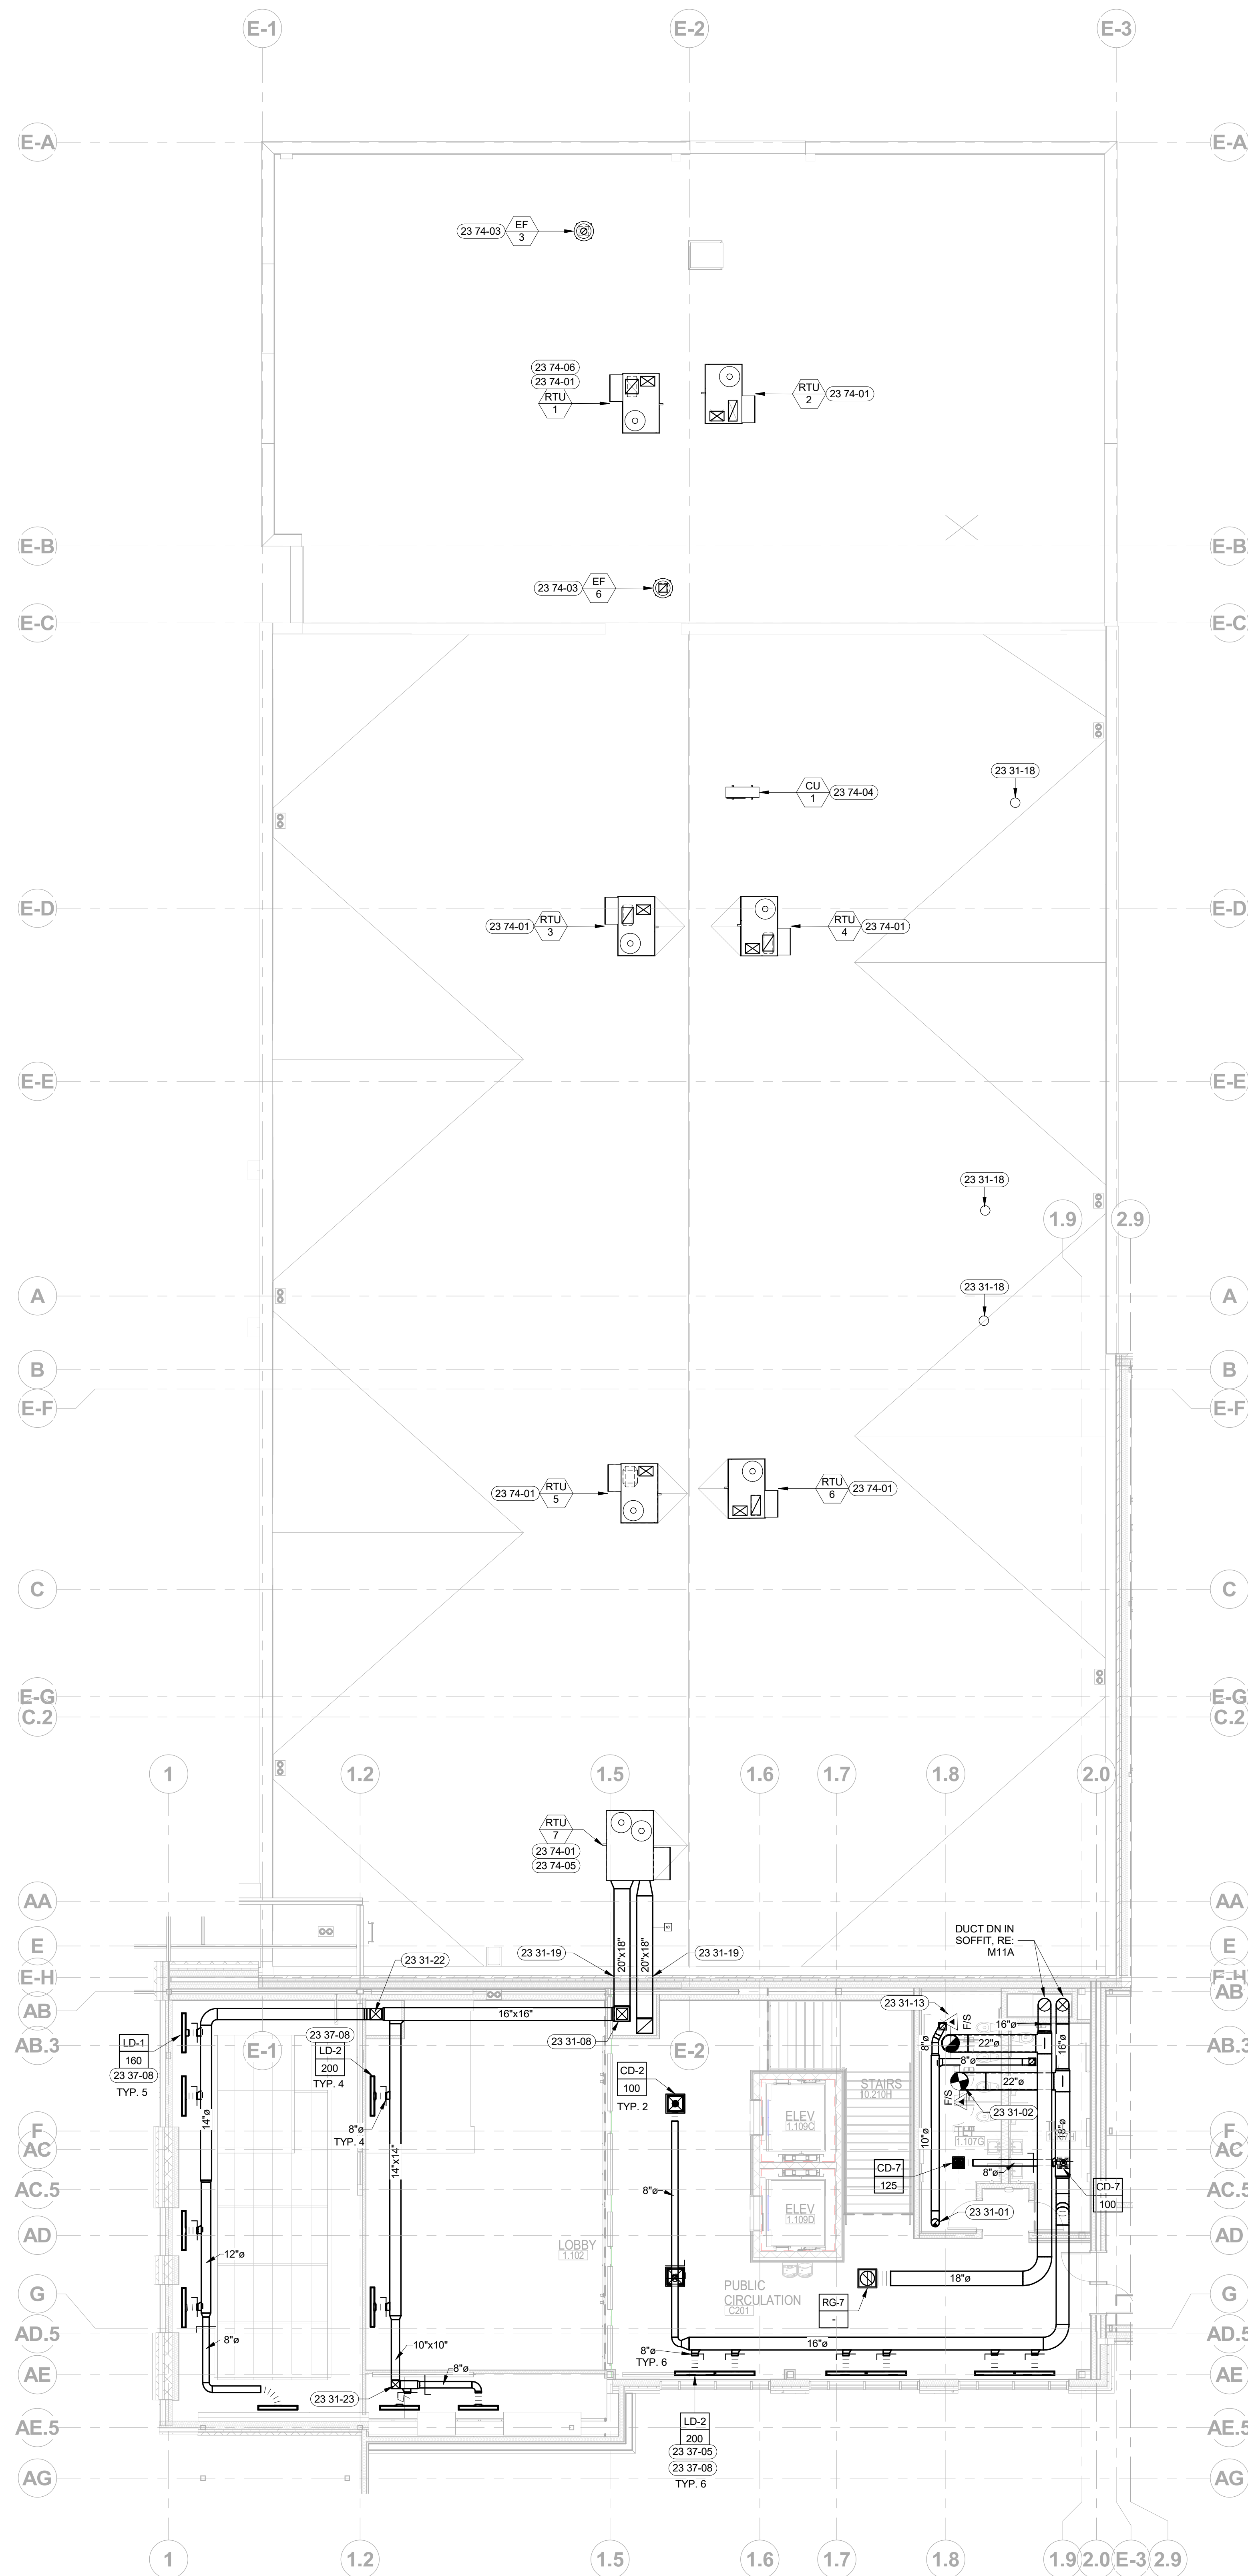 E-1
E-2
E-3
E-A
E-A
23 74-03
EF
3
23 74-06
23 74-01
RTU
1
RTU
2
23 74-01
E-B
E-B
23 74-03
EF
6
E-C
E-C
23 31-18
CU
1
23 74-04
E-D
E-D
23 74-01
RTU
3
RTU
4
23 74-01
E-E
E-E
23 31-18
1.9
2.9
23 31-18
A
A
B
B
E-F
E-F
23 74-01
RTU
5
RTU
6
23 74-01
C
C
E-G
E-G
C.2
C.2
1
1.2
1.5
1.6
1.7
1.8
2.0
RTU
7
23 74-01
23 74-05
AA
AA
DUCT DN IN
SOFFIT, RE:
M11A
E
E
23 31-22
23 31-19
20"x18"
20"x18"
23 31-19
E-H
E-H
AB
AB
16"x16"
23 31-08
23 31-13
F/S
16"ø
AB.3
AB.3
LD-1
160
23 37-08
TYP. 5
E-1
23 37-08
LD-2
200
TYP. 4
E-2
8"ø
22"ø
16"ø
8"ø
CD-2
100
TYP. 2
STAIRS
10.210H
22"ø
F/S
23 31-02
14"ø
8"ø
TYP. 4
ELEV
1.109C
TLT
1.107G
10"ø
18"ø
F
F
AC
AC
14"x14"
CD-7
125
8"ø
CD-7
100
AC.5
AC.5
8"ø
ELEV
1.109D
23 31-01
AD
AD
12"ø
LOBBY
1.102
18"ø
PUBLIC
CIRCULATION
C201
RG-7
-
G
G
AD.5
AD.5
8"ø
10"x10"
16"ø
8"ø
TYP. 6
AE
AE
8"ø
23 31-23
LD-2
200
23 37-05
23 37-08
TYP. 6
AE.5
AE.5
AG
AG
1
1.2
1.5
1.6
1.7
1.8
1.9
2.0
E-3
2.9